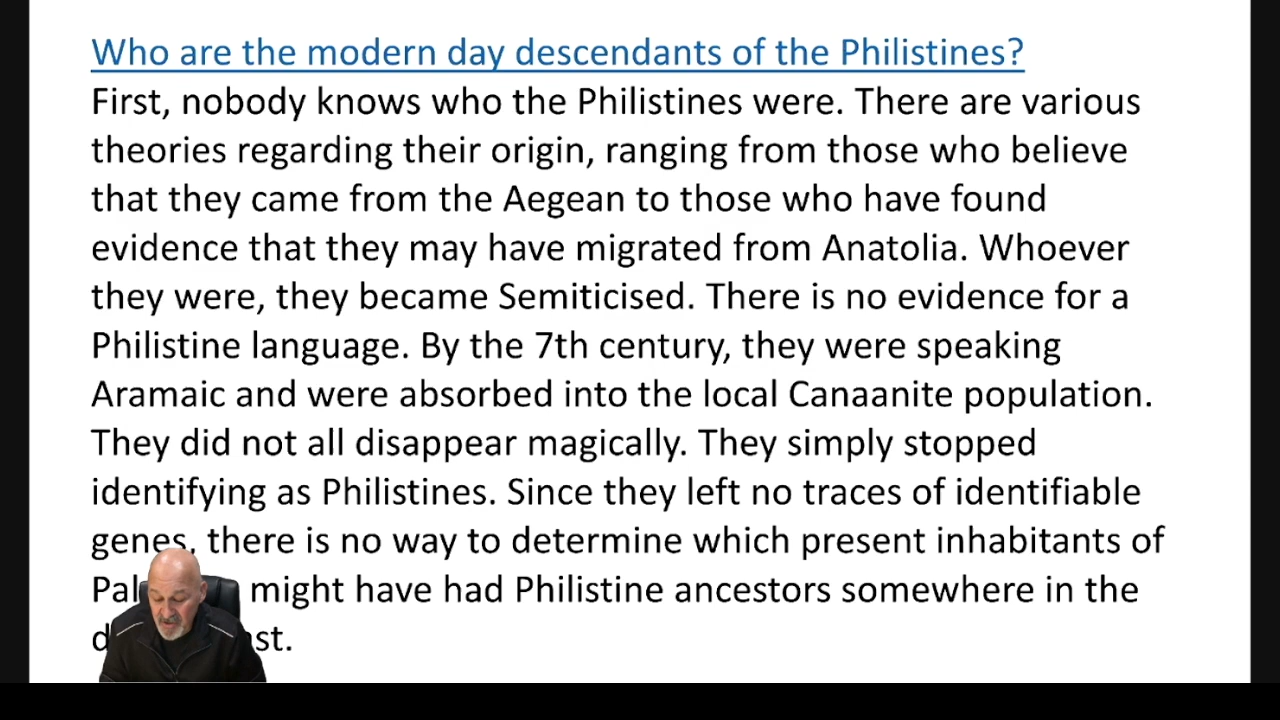 Who are the modern day descendants of the Philistines?
First, nobody knows who the Philistines were. There are various
theories regarding their origin, ranging from those who believe
that they came from the Aegean to those who have found
evidence that they may have migrated from Anatolia. Whoever
they were, they became Semiticised. There is no evidence for a
Philistine language. By the 7th century, they were speaking
Aramaic and were absorbed into the local Canaanite population.
They did not all disappear magically. They simply stopped
identifying as Philistines. Since they left no traces of identifiable
genes, there is no way to determine which present inhabitants of
might have had Philistine ancestors somewhere in the